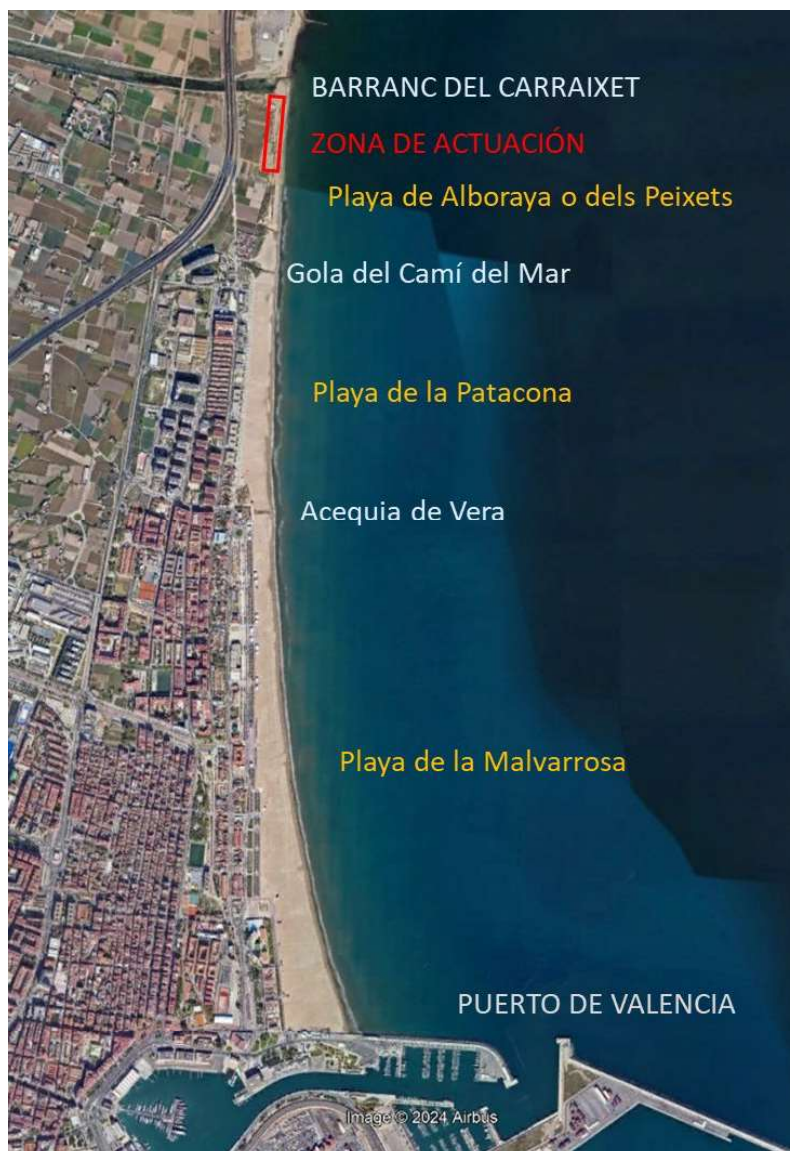 BARRANC DEL CARRAIXET
ZONA DE ACTUACIÓN
Playa de Alboraya o dels Peixets
Gola del Camí del Mar
Playa de la Patacona
Acequia de Vera
Playa de la Malvarrosa
PUERTO DE VALENCIA
Image © 2024 Airbus